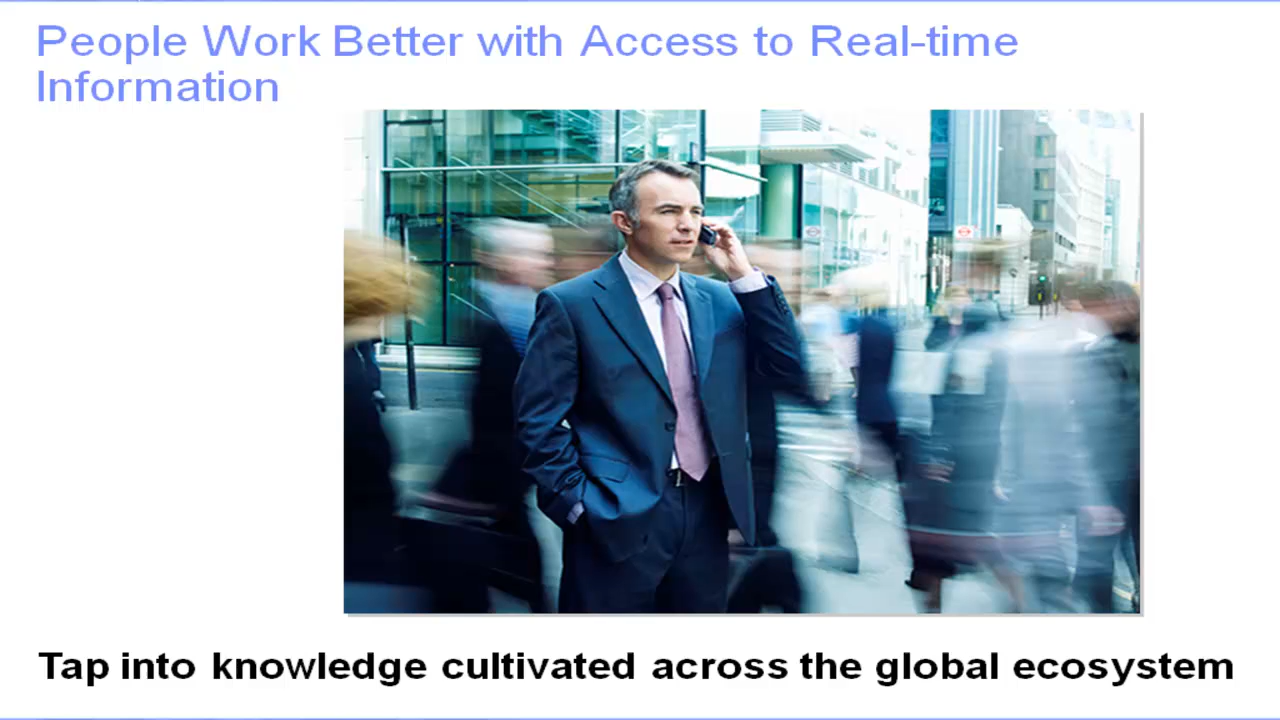 People Work Better with Access to Real-time
Information
Tap into knowledge cultivated across the global ecosystem